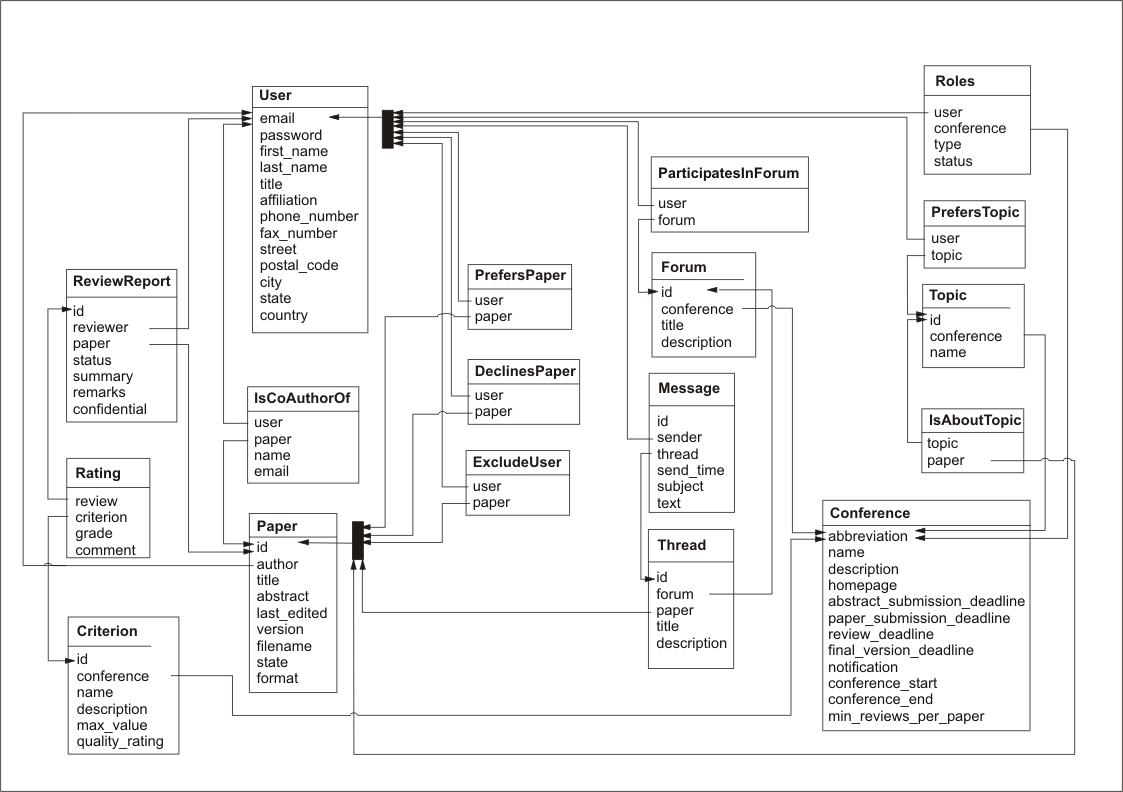 User
email
password
first_name
last_name
title
affiliation
phone_number
fax_number
street
postal_code
city
state
country
Roles
user
conference
type
status
ParticipatesInForum
user
forum
PrefersTopic
user
topic
ReviewReport
id
reviewer
paper
status
summary
remarks
confidential
PrefersPaper
user
paper
Forum
id
conference
title
description
Topic
id
conference
name
IsCoAuthorOf
user
paper
name
email
DeclinesPaper
user
paper
Message
id
sender
thread
send_time
subject
text
IsAboutTopic
topic
paper
Rating
review
criterion
grade
comment
ExcludeUser
user
paper
Paper
id
author
title
abstract
last_edited
version
filename
state
format
Thread
id
forum
paper
title
description
Conference
abbreviation
name
description
homepage
abstract_submission_deadline
paper_submission_deadline
review_deadline
final_version_deadline
notification
conference_start
conference_end
min_reviews_per_paper
Criterion
id
conference
name
description
max_value
quality_rating